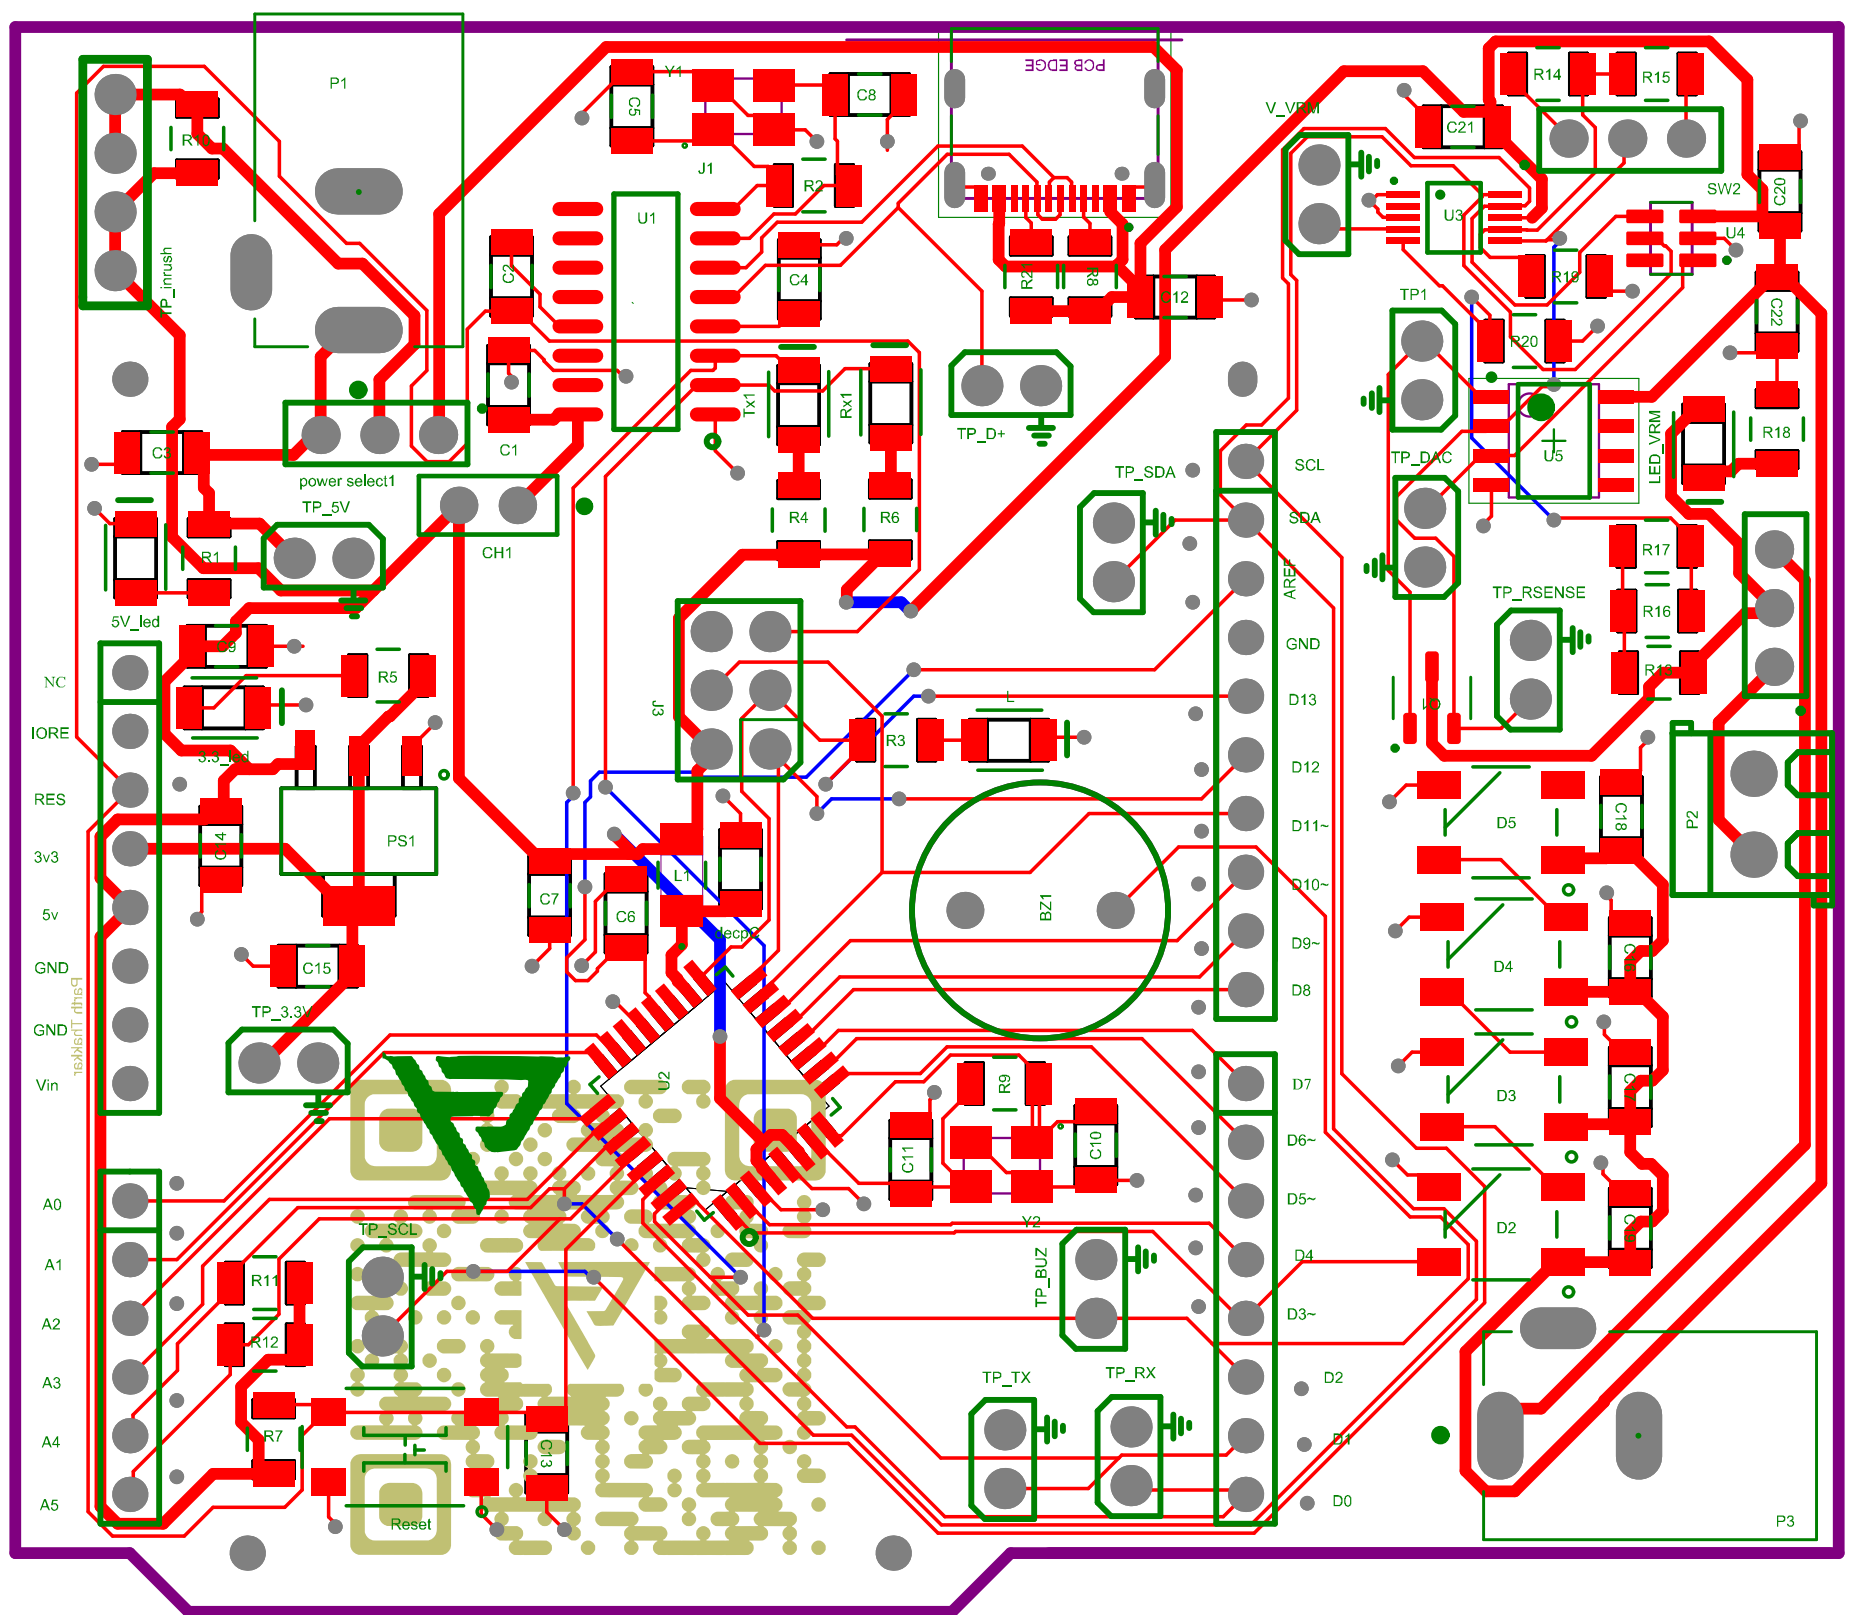 P1
Y1
C5
C8
PCB EDGE
V_VRM
R14
R15
C21
J1
R2
U1
SW2
C20
U3
U4
TP_inrush
C2
C4
R21
R8
C12
TP1
R19
C22
R20
C3
C1
Tx1
Rx1
TP_D+
power select1
TP_5V
CH1
R4
R6
TP_SDA
SCL
SDA
AREF
TP_DAC
U5
LED_VRM
R18
R1
R17
5V_led
TP_RSENSE
R16
NC
R5
J3
GND
D13
IORE
3.3_led
R3
L
Q1
RES
D12
PS1
C14
3v3
D11~
D5
C18
P2
5v
C7
C6
L1
decpC
BZ1
D10~
D9~
D4
GND
C15
D8
Parth Thakkar
TP_3.3V
GND
Vin
U2
R9
D7
D3
C11
C10
D6~
A0
TP_SCL
Y2
D5~
D2
A1
R11
TP_BUZ
D4
A2
R12
D3~
A3
TP_TX
TP_RX
D2
A4
R7
C13
D1
A5
Reset
D0
P3